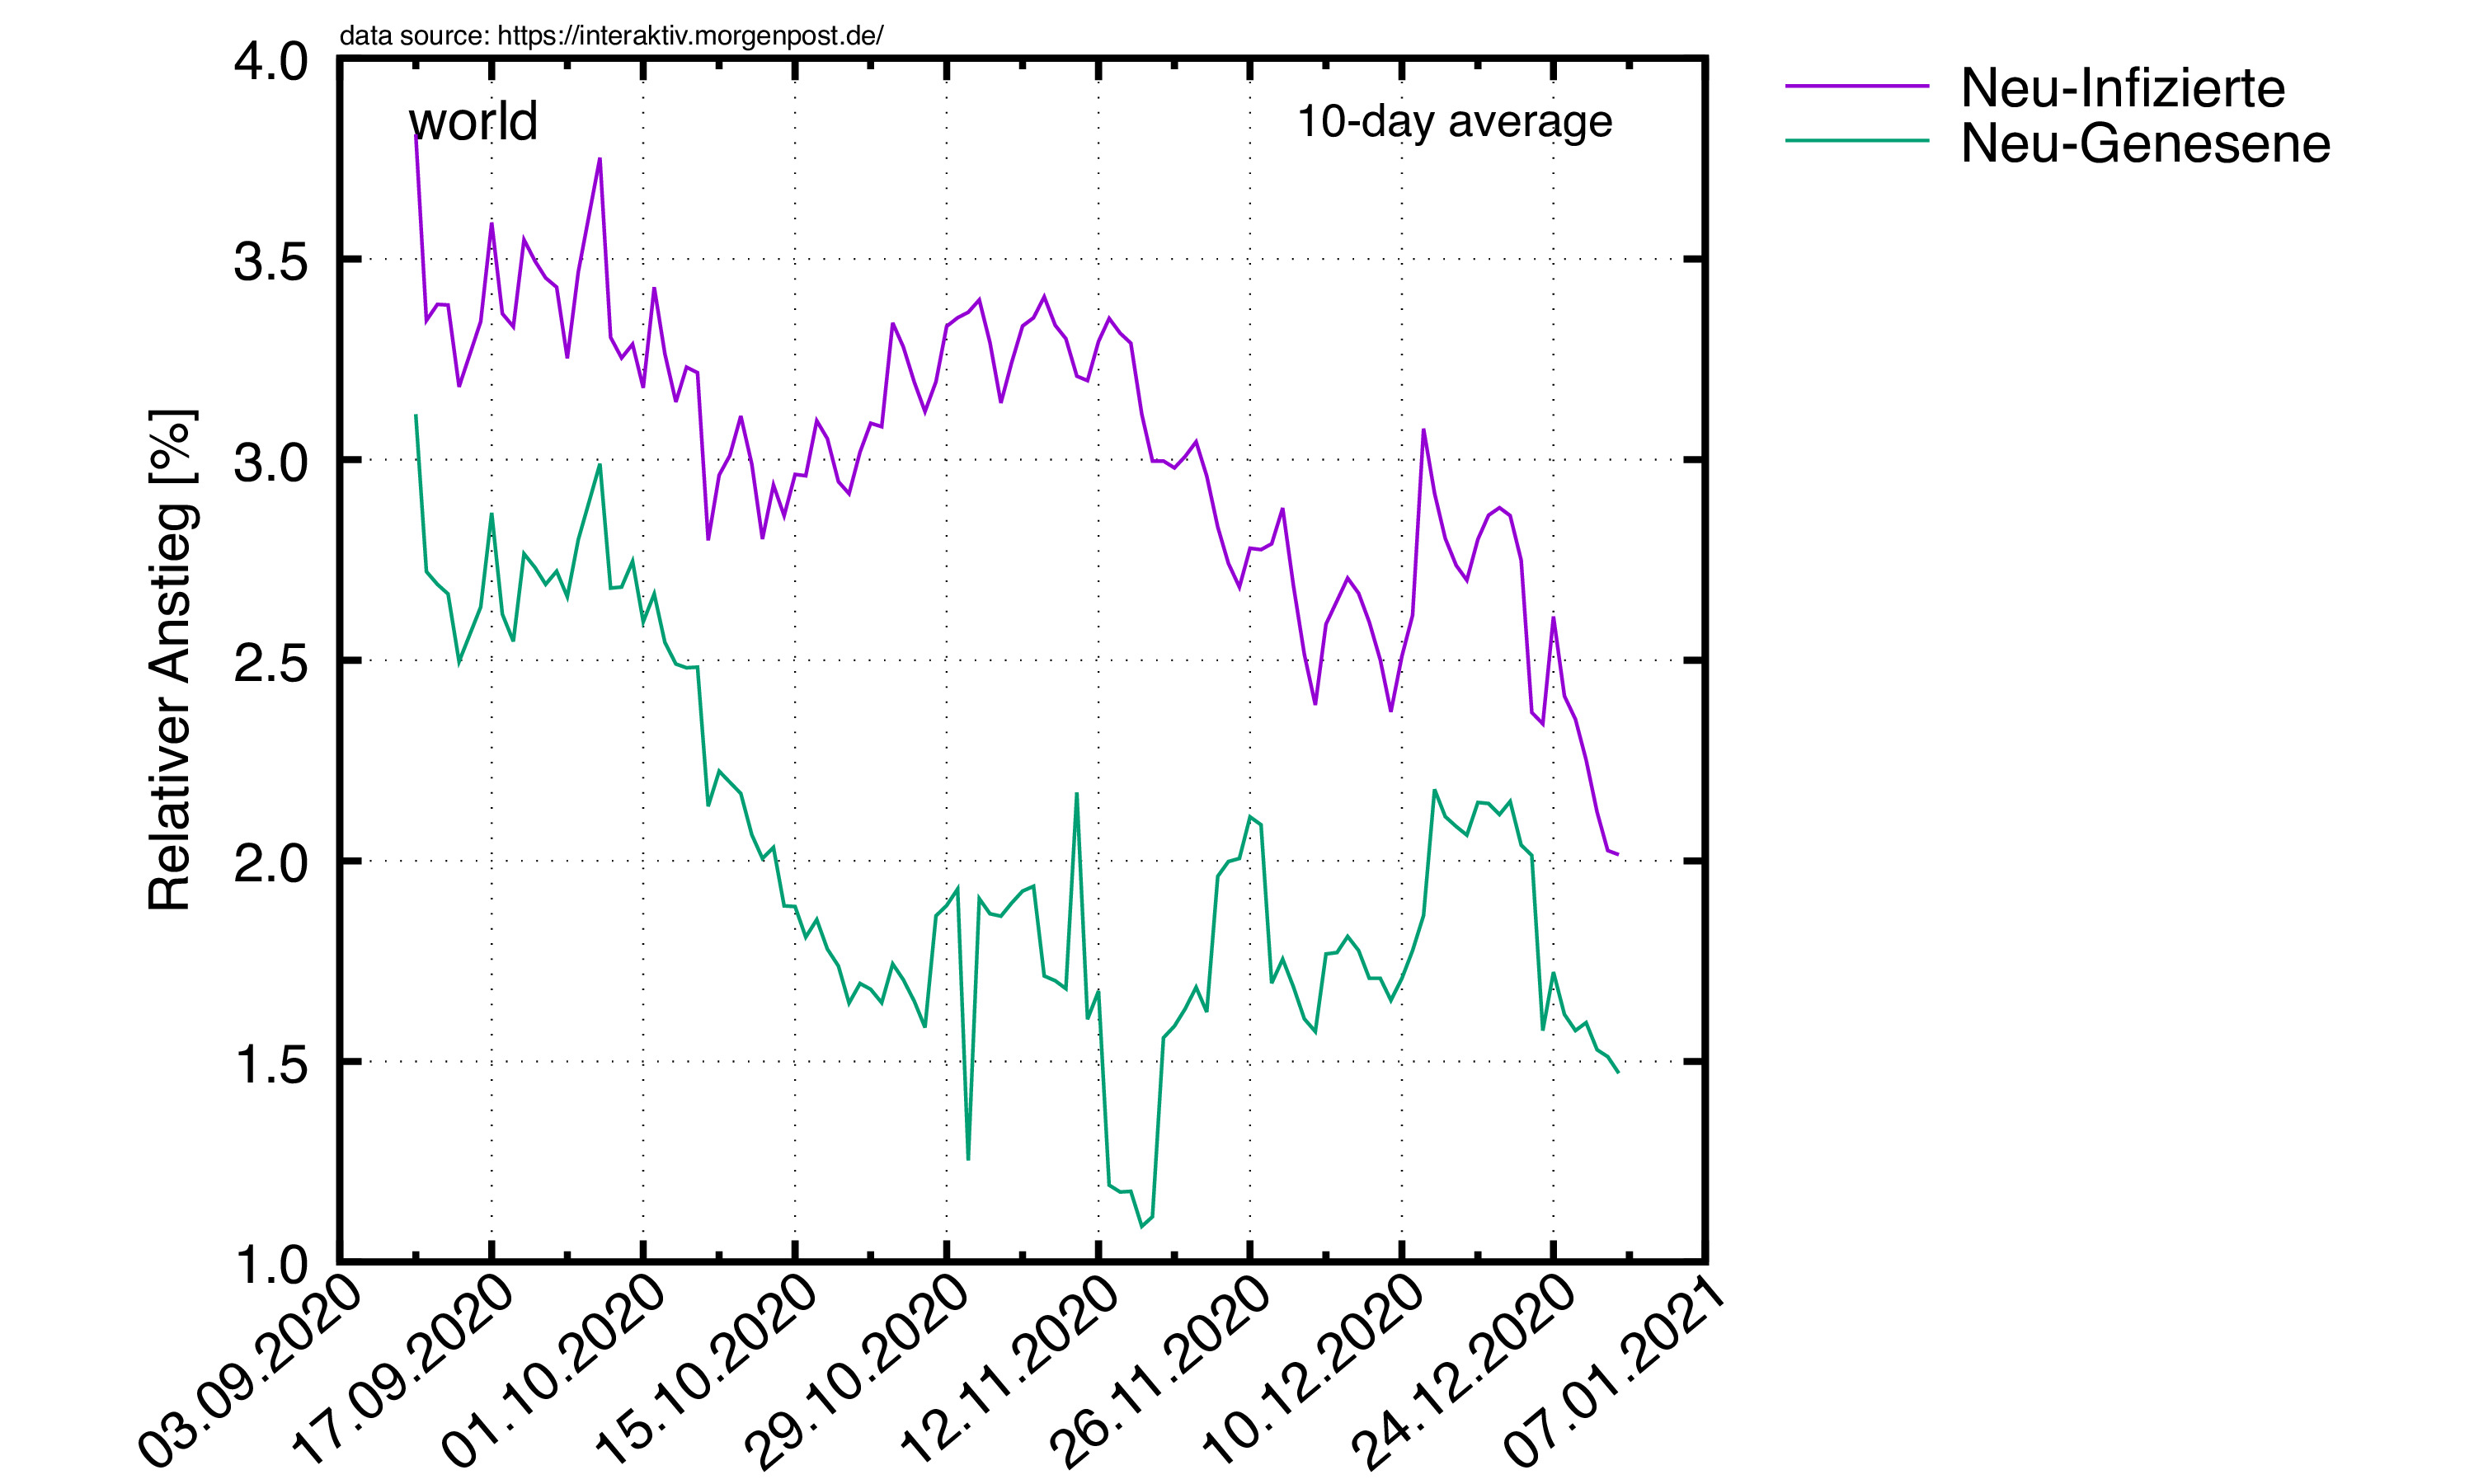 data source: https://interaktiv.morgenpost.de/
world
10-day average
Neu-Infizierte
Neu-Genesene
Relativer Anstieg [%]
4.0
3.5
3.0
2.5
2.0
1.5
1.0
03.09.2020
17.09.2020
01.10.2020
15.10.2020
29.10.2020
12.11.2020
26.11.2020
10.12.2020
24.12.2020
07.01.2021